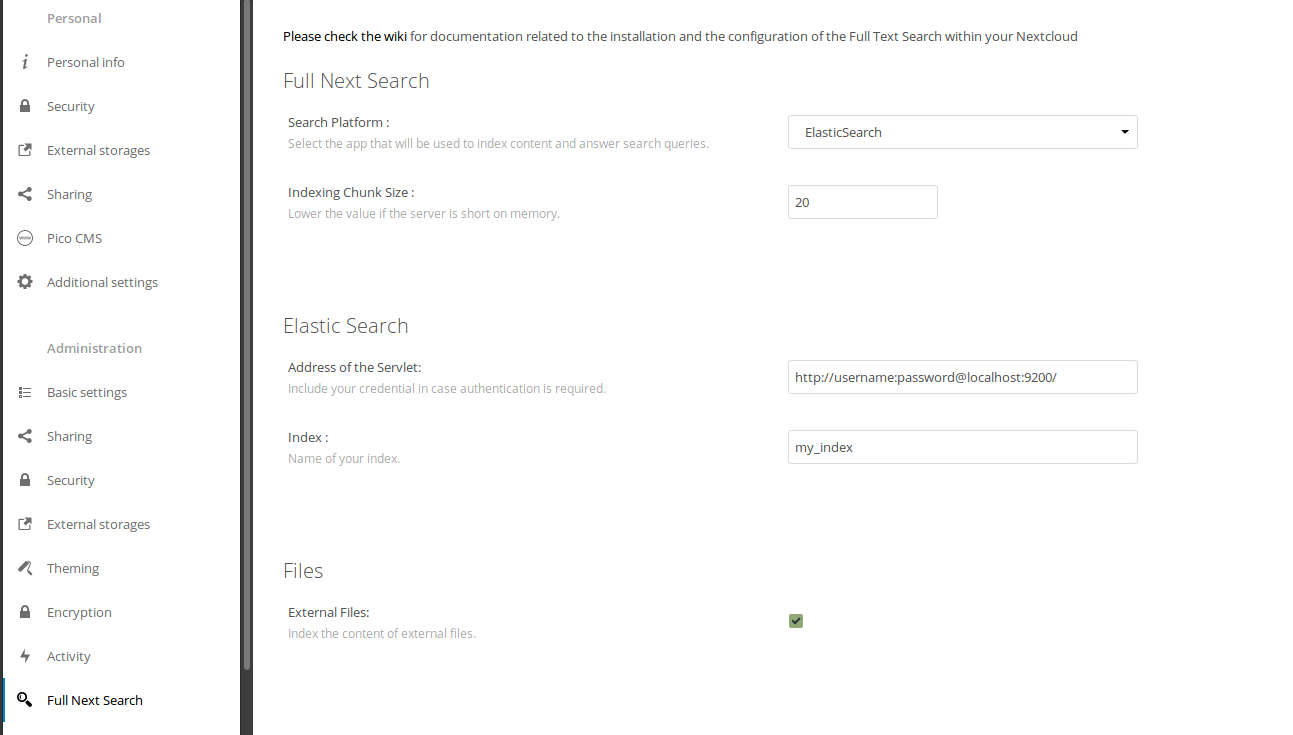 Personal
Personal info
Security
External storages
Sharing
Pico CMS
Additional settings
Administration
Basic settings
Sharing
Security
External storages
Theming
Encryption
Activity
Full Next Search
Please check the wiki for documentation related to the installation and the configuration of the Full Text Search within your Nextcloud
Full Next Search
Search Platform :
Select the app that will be used to index content and answer search queries.
ElasticSearch
Indexing Chunk Size :
Lower the value if the server is short on memory.
20
Elastic Search
Address of the Servlet:
Include your credential in case authentication is required.
http://username:password@localhost:9200/
Index :
Name of your index.
my_index
Files
External Files:
Index the content of external files.